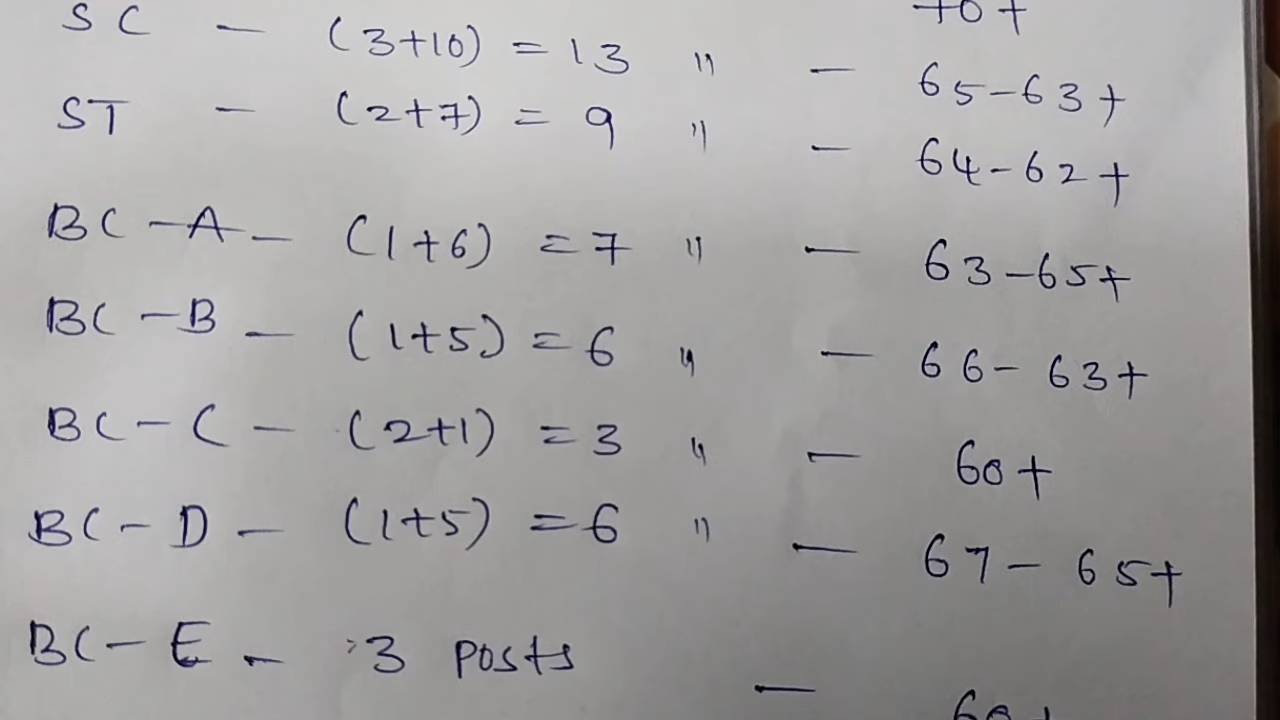 70+
SC - (3+10) = 13 " - 65-63+
ST - (2+7) = 9 " - 64-62+
BC-A- (1+6) = 7 " - 63-65+
BC-B- (1+5) = 6 " - 66-63+
BC-C- (2+1) = 3 " - 60+
BC-D- (1+5) = 6 " - 67-65+
BC-E- 3 posts - 60+